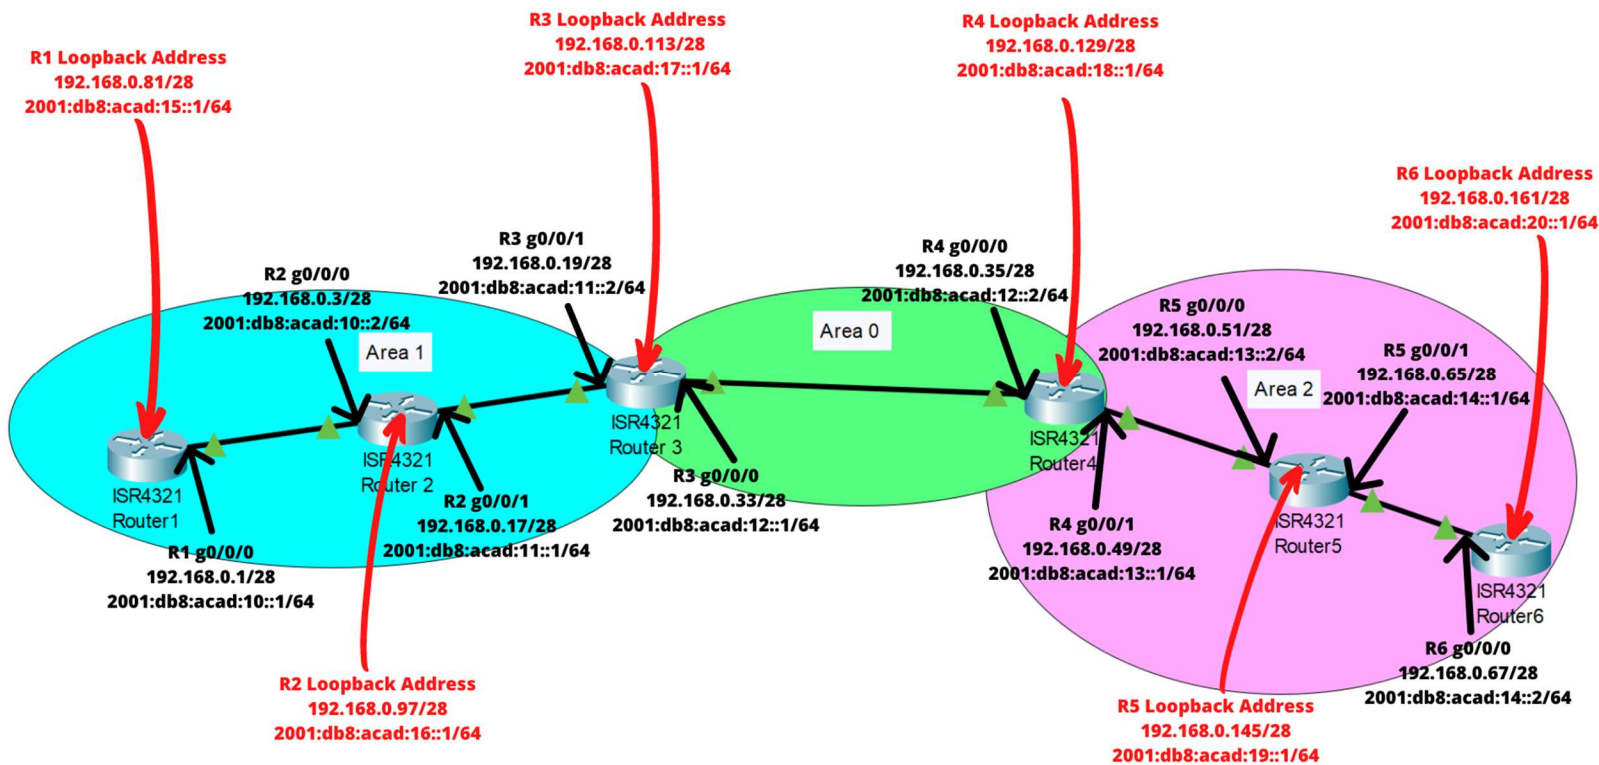 R3 Loopback Address
192.168.0.113/28
2001:db8:acad:17::1/64
R4 Loopback Address
192.168.0.129/28
2001:db8:acad:18::1/64
R1 Loopback Address
192.168.0.81/28
2001:db8:acad:15::1/64
R6 Loopback Address
192.168.0.161/28
2001:db8:acad:20::1/64
R3 g0/0/1
192.168.0.19/28
2001:db8:acad:11::2/64
R4 g0/0/0
192.168.0.35/28
2001:db8:acad:12::2/64
R2 g0/0/0
192.168.0.3/28
2001:db8:acad:10::2/64
R5 g0/0/0
192.168.0.51/28
2001:db8:acad:13::2/64
R5 g0/0/1
192.168.0.65/28
2001:db8:acad:14::1/64
Area 1
Area 0
Area 2
ISR4321
Router1
ISR4321
Router 2
ISR4321
Router 3
ISR4321
Router4
ISR4321
Router5
ISR4321
Router6
R1 g0/0/0
192.168.0.1/28
2001:db8:acad:10::1/64
R2 g0/0/1
192.168.0.17/28
2001:db8:acad:11::1/64
R3 g0/0/0
192.168.0.33/28
2001:db8:acad:12::1/64
R4 g0/0/1
192.168.0.49/28
2001:db8:acad:13::1/64
R6 g0/0/0
192.168.0.67/28
2001:db8:acad:14::2/64
R2 Loopback Address
192.168.0.97/28
2001:db8:acad:16::1/64
R5 Loopback Address
192.168.0.145/28
2001:db8:acad:19::1/64